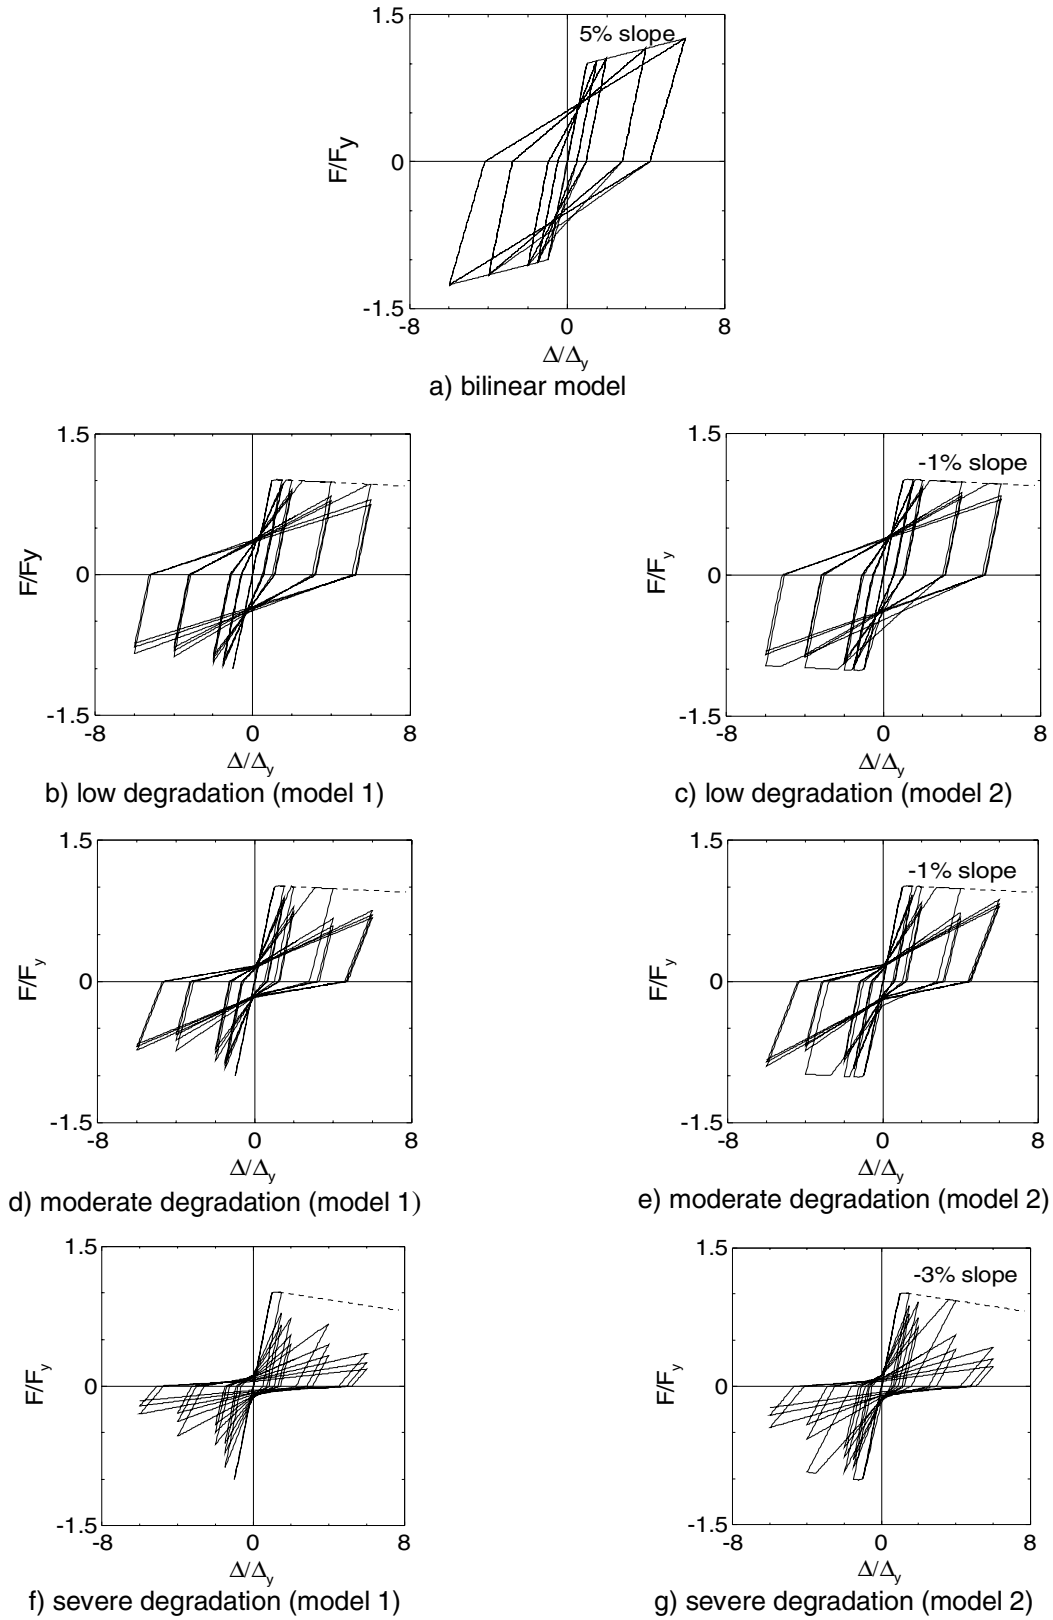 1.5
5% slope
F/Fy
0
-1.5
-8 0 8
Δ/Δy
a) bilinear model
1.5
F/Fy
0
-1.5
-8 0 8
Δ/Δy
b) low degradation (model 1)
1.5
-1% slope
F/Fy
0
-1.5
-8 0 8
Δ/Δy
c) low degradation (model 2)
1.5
F/Fy
0
-1.5
-8 0 8
Δ/Δy
d) moderate degradation (model 1)
1.5
-1% slope
F/Fy
0
-1.5
-8 0 8
Δ/Δy
e) moderate degradation (model 2)
1.5
F/Fy
0
-1.5
-8 0 8
Δ/Δy
f) severe degradation (model 1)
1.5
-3% slope
F/Fy
0
-1.5
-8 0 8
Δ/Δy
g) severe degradation (model 2)